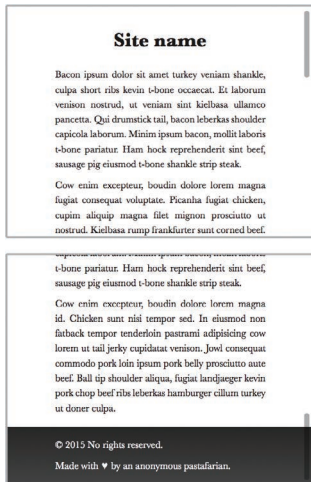 Site name
Bacon ipsum dolor sit amet turkey veniam shankle,
culpa short ribs kevin t-bone occaecat. Et laborum
venison nostrud, ut veniam sint kielbasa ullamco
pancetta. Qui drumstick tail, bacon leberkas shoulder
capicola laborum. Minim ipsum bacon, mollit laboris
t-bone pariatur. Ham hock reprehenderit sint beef,
sausage pig eiusmod t-bone shankle strip steak.
Cow enim excepteur, boudin dolore lorem magna
fugiat consequat voluptate. Picanha fugiat chicken,
cupim aliquip magna filet mignon prosciutto ut
nostrud. Kielbasa rump frankfurter sunt corned beef.
t-bone pariatur. Ham hock reprehenderit sint beef,
sausage pig eiusmod t-bone shankle strip steak.
Cow enim excepteur, boudin dolore lorem magna
id. Chicken sunt nisi tempor sed. In eiusmod non
fatback tempor tenderloin pastrami adipisicing cow
lorem ut tail jerky cupidatat venison. Jowl consequat
commodo pork loin ipsum pork belly prosciutto aute
beef. Ball tip shoulder aliqua, fugiat landjaeger kevin
pork chop beef ribs leberkas hamburger cillum turkey
ut doner culpa.
© 2015 No rights reserved.
Made with ♥ by an anonymous pastafarian.